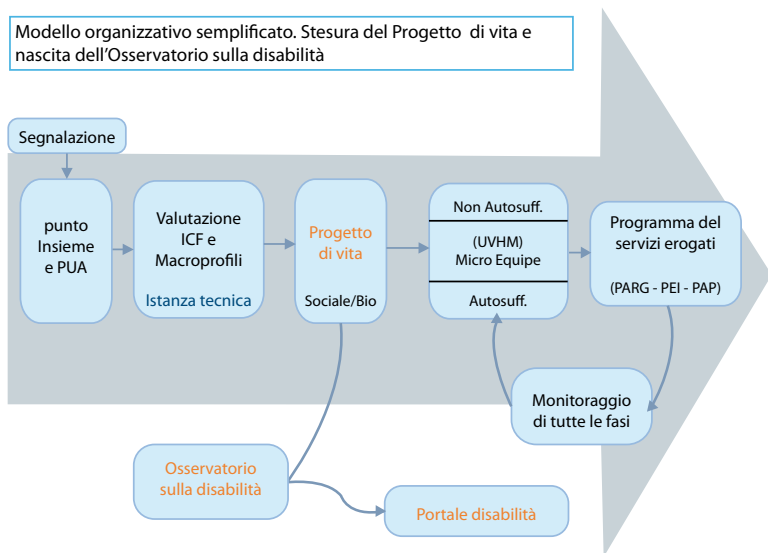 Modello organizzativo semplificato. Stesura del Progetto di vita e
nascita dell'Osservatorio sulla disabilità
Segnalazione
punto
Insieme
e PUA
Valutazione
ICF e
Macroprofili
Istanza tecnica
Progetto
di vita
Sociale/Bio
Non Autosuff.
(UVHM)
Micro Equipe
Autosuff.
Programma del
servizi erogati
(PARG - PEI - PAP)
Monitoraggio
di tutte le fasi
Osservatorio
sulla disabilità
Portale disabilità